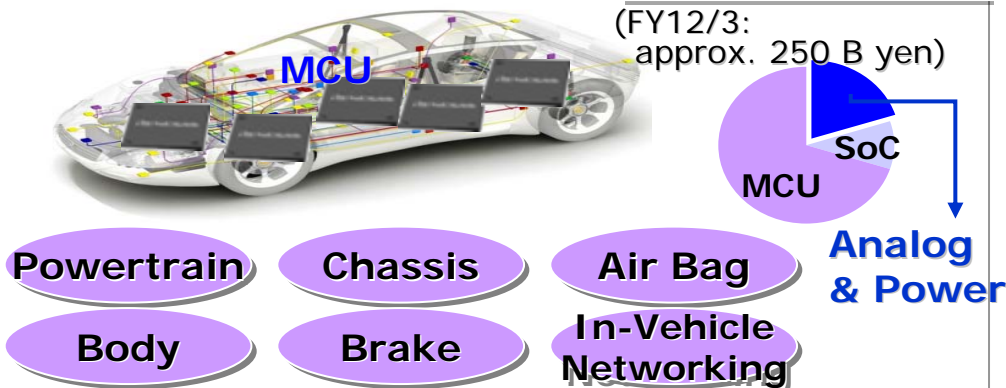 (FY12/3:
approx. 250 B yen)
MCU
SoC
MCU
Analog
& Power
Powertrain
Chassis
Air Bag
Body
Brake
In-Vehicle
Networking